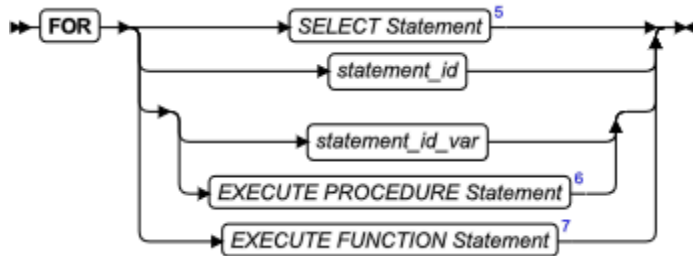 FOR SELECT Statement 5
statement_id
statement_id_var
EXECUTE PROCEDURE Statement 6
EXECUTE FUNCTION Statement 7